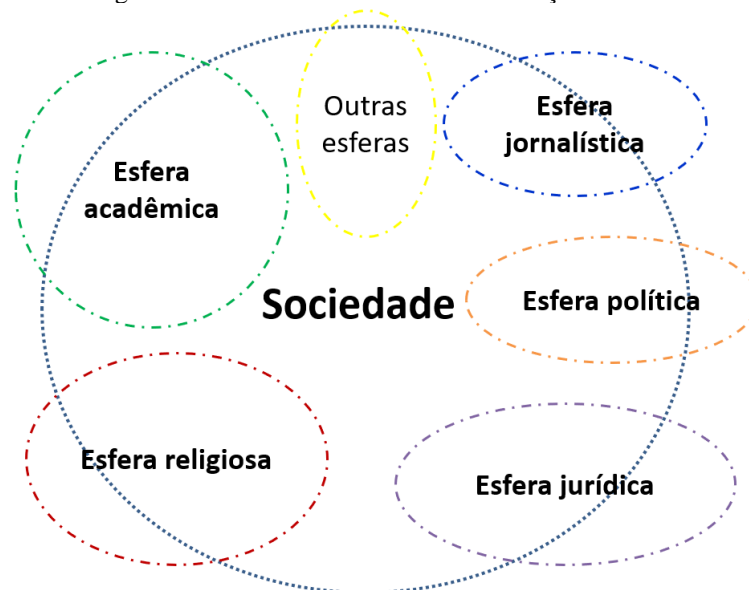 Outras
esferas
Esfera
jornalística
Esfera
acadêmica
Sociedade
Esfera política
Esfera religiosa
Esfera jurídica